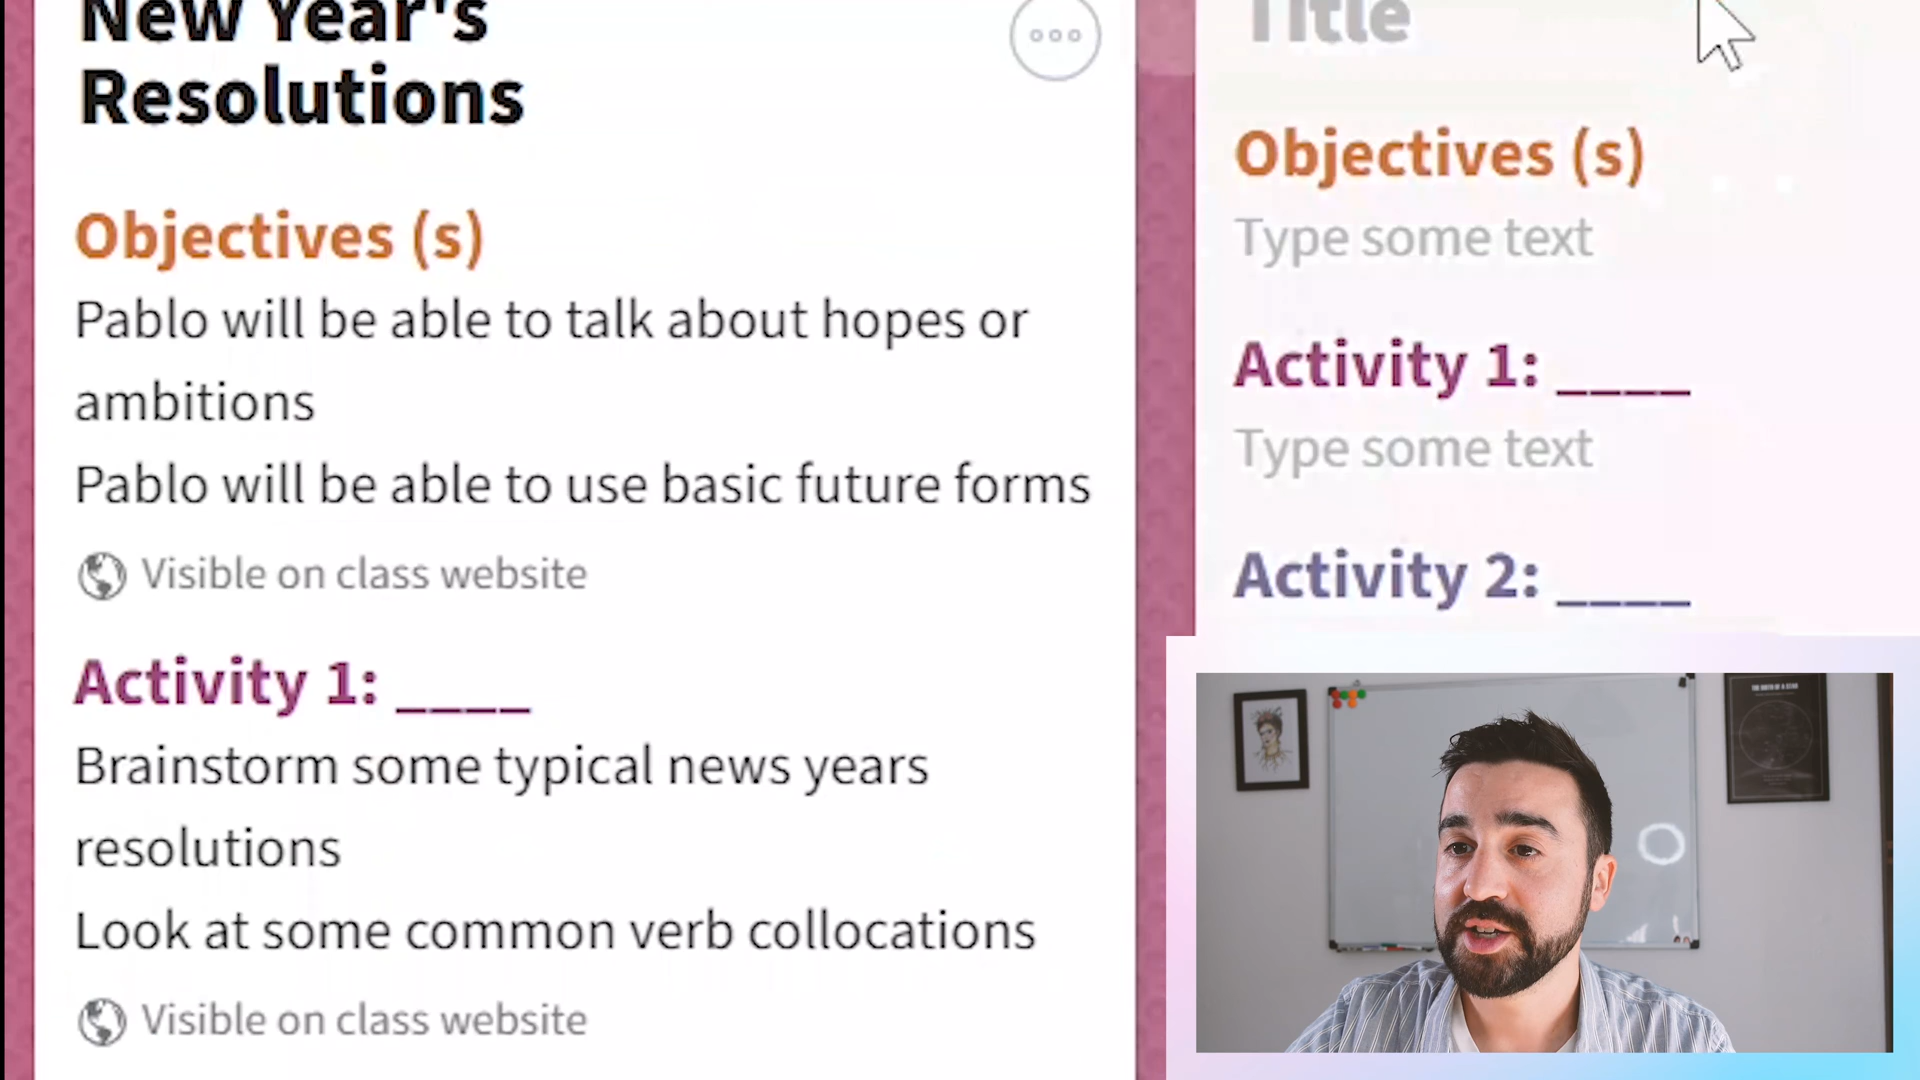 New Year's
Resolutions
Objectives (s)
Pablo will be able to talk about hopes or
ambitions
Pablo will be able to use basic future forms
Visible on class website
Activity 1: ____
Brainstorm some typical news years
resolutions
Look at some common verb collocations
Visible on class website
Title
Objectives (s)
Type some text
Activity 1: ____
Type some text
Activity 2: ____